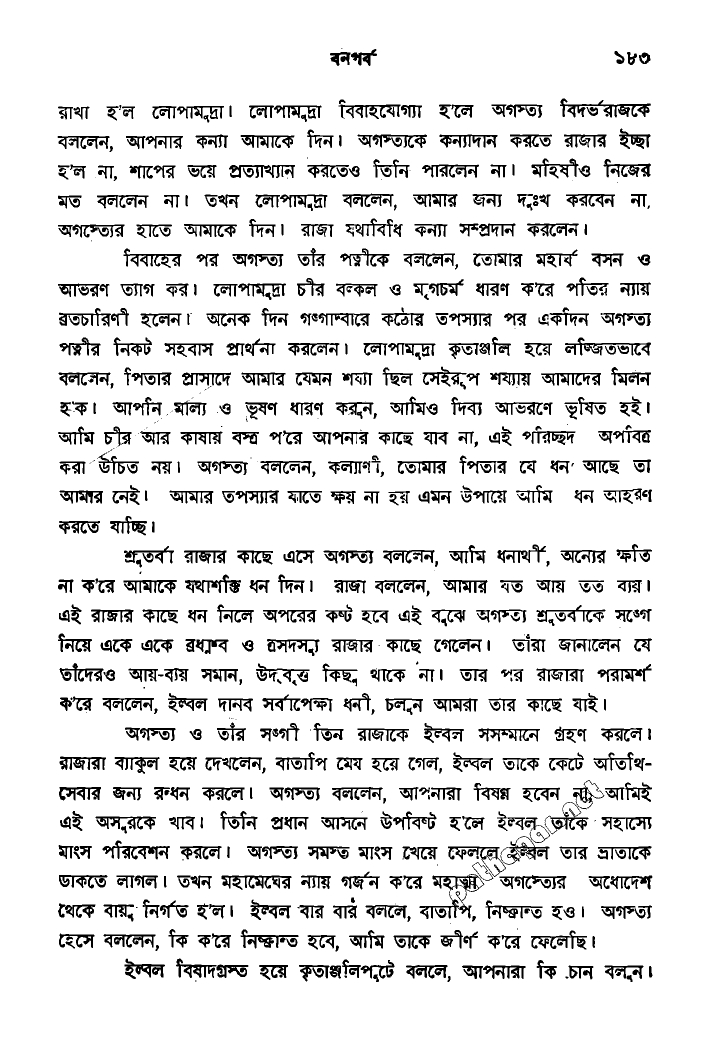 বনপর্ব ১৮৩
রাখা হ'ল লোপামুদ্রা। লোপামুদ্রা বিবাহযোগ্যা হ'লে অগস্ত্য বিদর্ভরাজকে
বললেন, আপনার কন্যা আমাকে দিন। অগস্ত্যকে কন্যাদান করতে রাজার ইচ্ছা
হ'ল না, শাপের ভয়ে প্রত্যাখ্যান করতেও তিনি পারলেন না। মহিষীও নিজের
মত বললেন না। তখন লোপামুদ্রা বললেন, আমার জন্য দুঃখ করবেন না,
অগস্ত্যের হাতে আমাকে দিন। রাজা যথাবিধি কন্যা সম্প্রদান করলেন।
বিবাহের পর অগস্ত্য তাঁর পত্নীকে বললেন, তোমার মহার্ঘ বসন ও
আভরণ ত্যাগ কর। লোপামুদ্রা চীর বল্কল ও মৃগচর্ম ধারণ ক'রে পতির ন্যায়
ব্রতচারিণী হলেন। অনেক দিন গঙ্গাদ্বারে কঠোর তপস্যার পর একদিন অগস্ত্য
পত্নীর নিকট সহবাস প্রার্থনা করলেন। লোপামুদ্রা কৃতাঞ্জলি হয়ে লজ্জিতভাবে
বললেন, পিতার প্রাসাদে আমার যেমন শয্যা ছিল সেইরূপ শয্যায় আমাদের মিলন
হ'ক। আপনি মাল্য ও ভূষণ ধারণ করুন, আমিও দিব্য আভরণে ভূষিত হই।
আমি চীর আর কাষায় বস্ত্র প'রে আপনার কাছে যাব না, এই পরিচ্ছদ অপবিত্র
করা উচিত নয়। অগস্ত্য বললেন, কল্যাণী, তোমার পিতার যে ধন আছে তা
আমার নেই। আমার তপস্যার যাতে ক্ষয় না হয় এমন উপায়ে আমি ধন আহরণ
করতে যাচ্ছি।
শ্রুতর্বা রাজার কাছে এসে অগস্ত্য বললেন, আমি ধনার্থী, অন্যের ক্ষতি
না ক'রে আমাকে যথাশক্তি ধন দিন। রাজা বললেন, আমার যত আয় তত ব্যয়।
এই রাজার কাছে ধন নিলে অপরের কষ্ট হবে এই বুঝে অগস্ত্য শ্রুতর্বাকে সঙ্গে
নিয়ে একে একে ব্রধ্নশ্ব ও ত্রসদস্যু রাজার কাছে গেলেন। তাঁরা জানালেন যে
তাঁদেরও আয়-ব্যয় সমান, উদ্‌বৃত্ত কিছু থাকে না। তার পর রাজারা পরামর্শ
ক'রে বললেন, ইল্বল দানব সর্বাপেক্ষা ধনী, চলুন আমরা তার কাছে যাই।
অগস্ত্য ও তাঁর সঙ্গী তিন রাজাকে ইল্বল সসম্মানে গ্রহণ করলে।
রাজারা ব্যাকুল হয়ে দেখলেন, বাতাপি মেষ হয়ে গেল, ইল্বল তাকে কেটে অতিথি-
সেবার জন্য রন্ধন করলে। অগস্ত্য বললেন, আপনারা বিষণ্ণ হবেন না, আমিই
এই অসুরকে খাব। তিনি প্রধান আসনে উপবিষ্ট হ'লে ইল্বল তাঁকে সহাস্যে
মাংস পরিবেশন করলে। অগস্ত্য সমস্ত মাংস খেয়ে ফেললে ইল্বল তার ভ্রাতাকে
ডাকতে লাগল। তখন মহামেঘের ন্যায় গর্জন ক'রে মহাত্মা অগস্ত্যের অধোদেশ
থেকে বায়ু নির্গত হ'ল। ইল্বল বার বার বললে, বাতাপি, নিষ্ক্রান্ত হও। অগস্ত্য
হেসে বললেন, কি ক'রে নিষ্ক্রান্ত হবে, আমি তাকে জীর্ণ ক'রে ফেলেছি।
ইল্বল বিষাদগ্রস্ত হয়ে কৃতাঞ্জলিপুটে বললে, আপনারা কি চান বলুন।